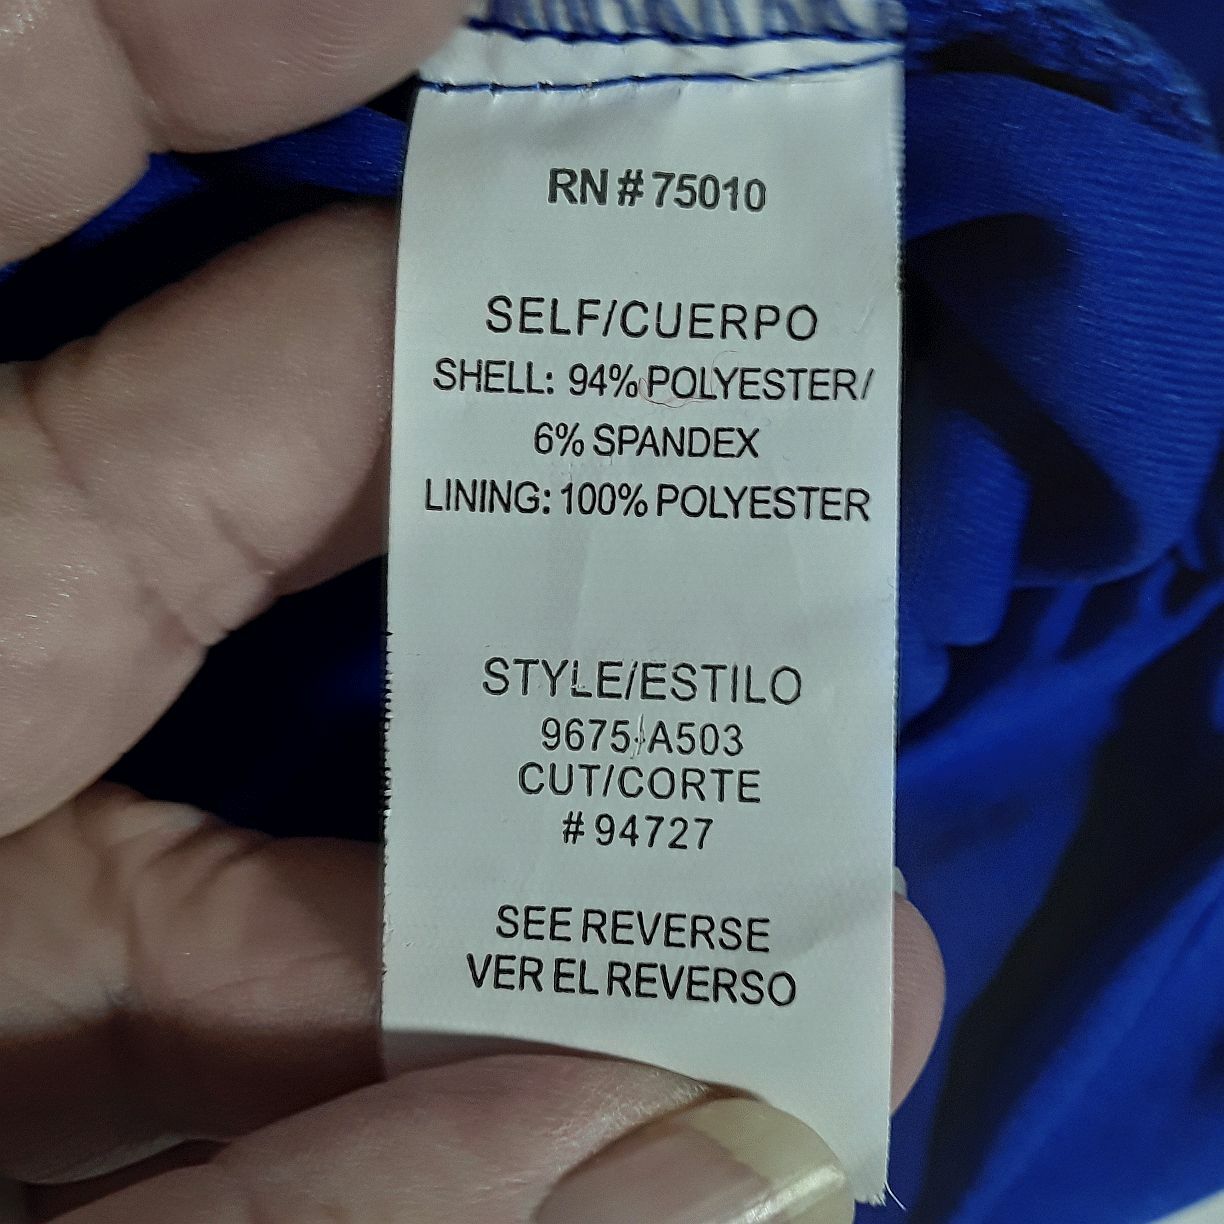 RN # 75010
SELF/CUERPO
SHELL: 94% POLYESTER/
6% SPANDEX
LINING: 100% POLYESTER
STYLE/ESTILO
9675-A503
CUT/CORTE
# 94727
SEE REVERSE
VER EL REVERSO